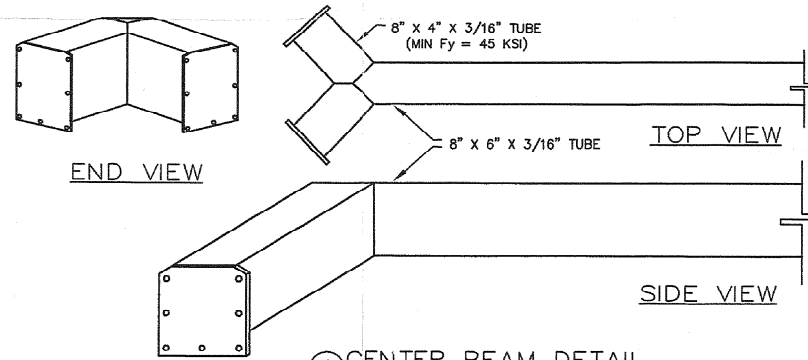 8" X 4" X 3/16" TUBE
(MIN Fy = 45 KSI)
TOP VIEW
END VIEW
8" X 6" X 3/16" TUBE
SIDE VIEW
CENTER BEAM DETAIL